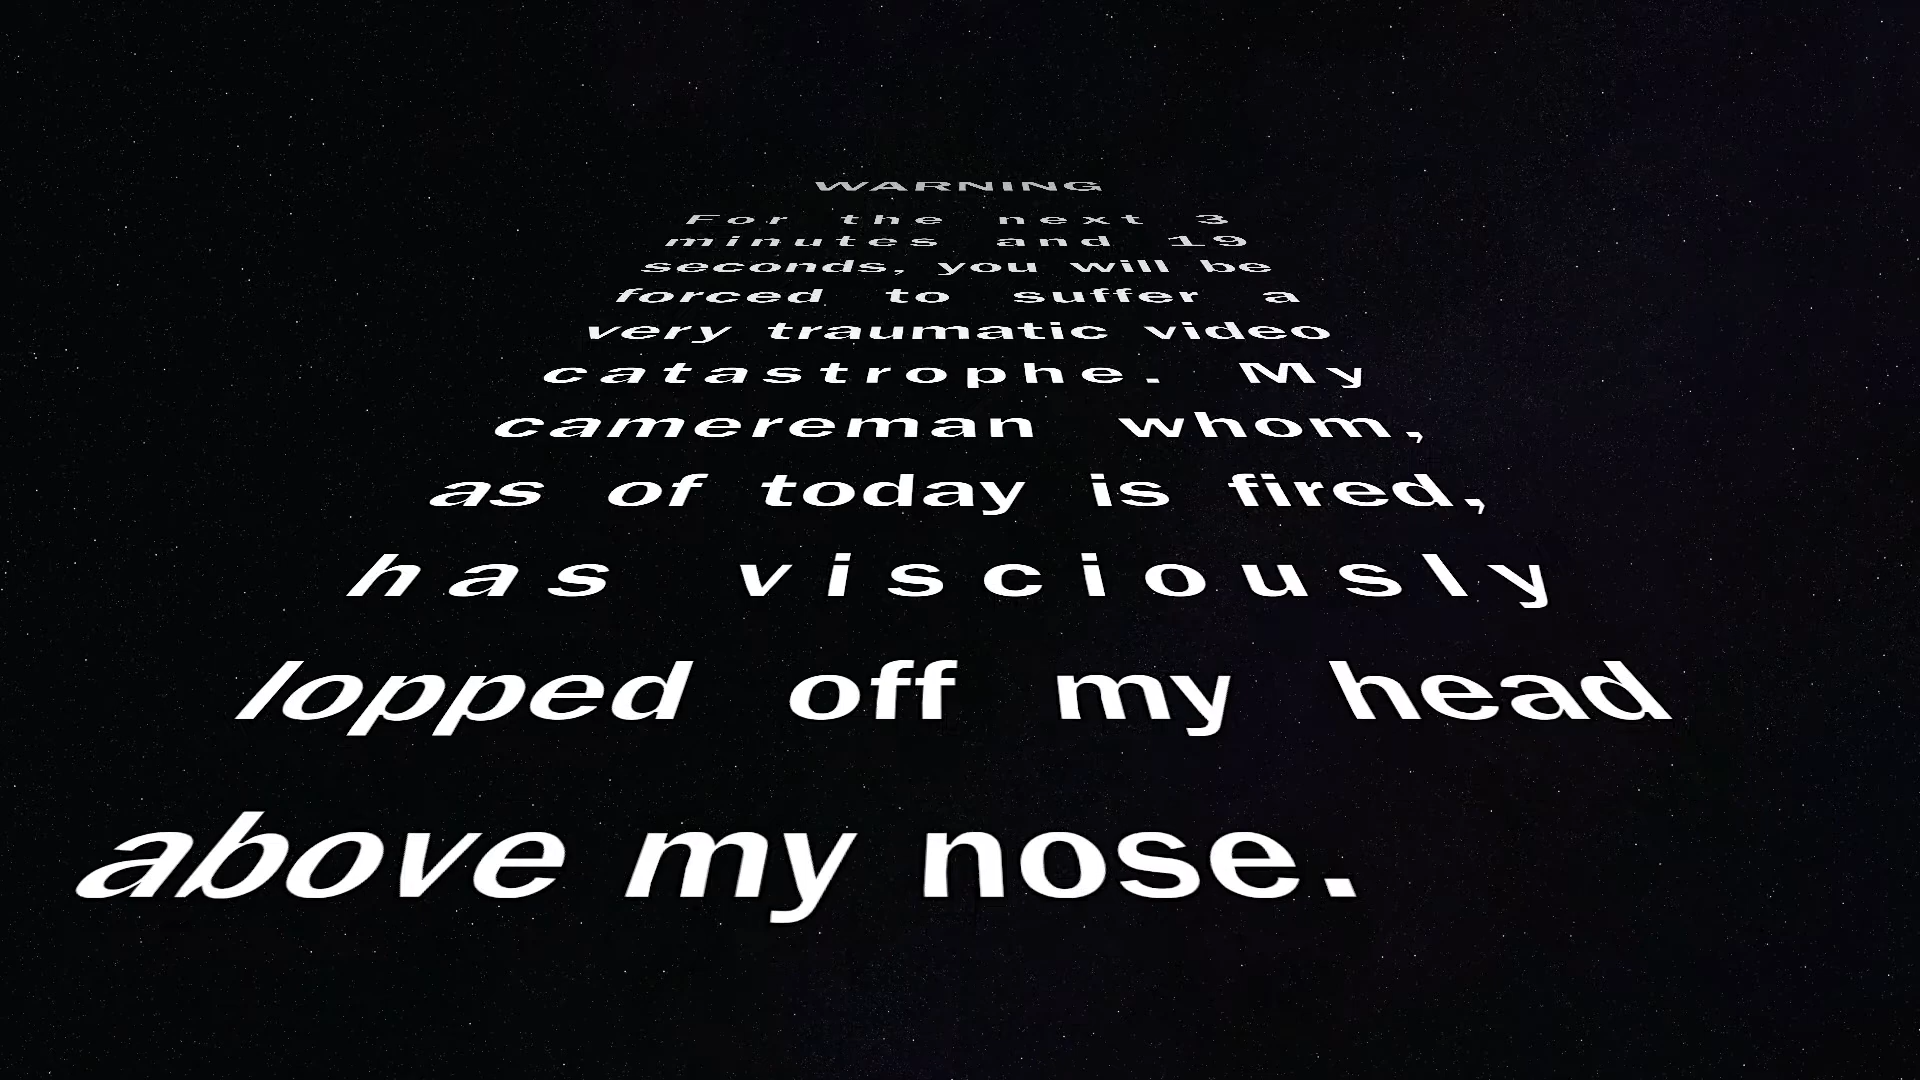 WARNING
For the next 3
minutes and 19
seconds, you will be
forced to suffer a
very traumatic video
catastrophe. My
camereman whom,
as of today is fired,
has visciously
lopped off my head
above my nose.